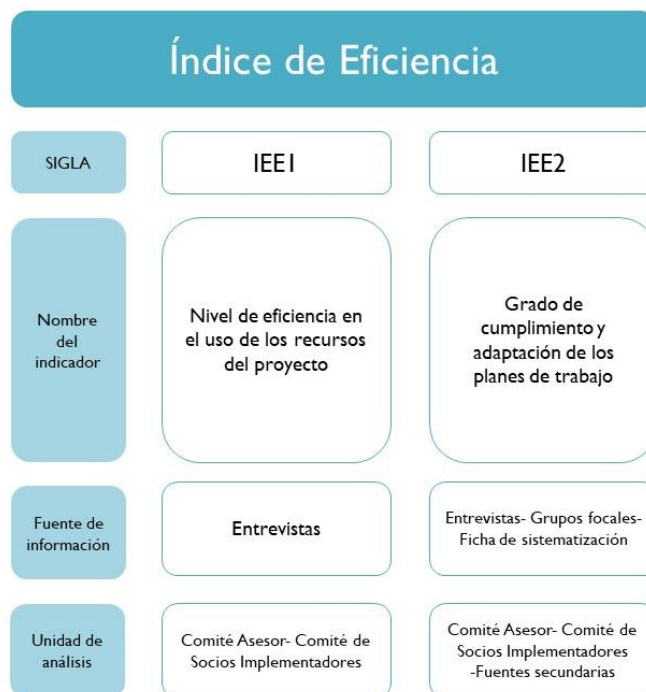 Índice de Eficiencia
SIGLA
IEE1
IEE2
Nombre
del
indicador
Nivel de eficiencia en
el uso de los recursos
del proyecto
Grado de
cumplimiento y
adaptación de los
planes de trabajo
Fuente de
información
Entrevistas
Entrevistas- Grupos focales-
Ficha de sistematización
Unidad de
análisis
Comité Asesor- Comité de
Socios Implementadores
Comité Asesor- Comité de
Socios Implementadores
-Fuentes secundarias